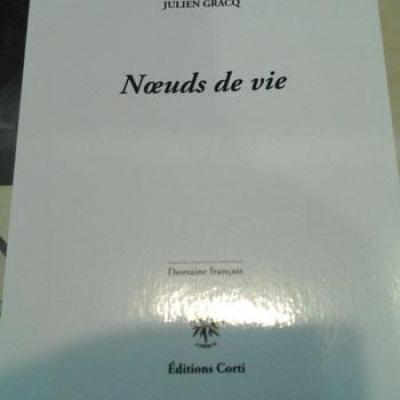 JULIEN GRACQ
Nœuds de vie
Domaine français
Éditions Corti